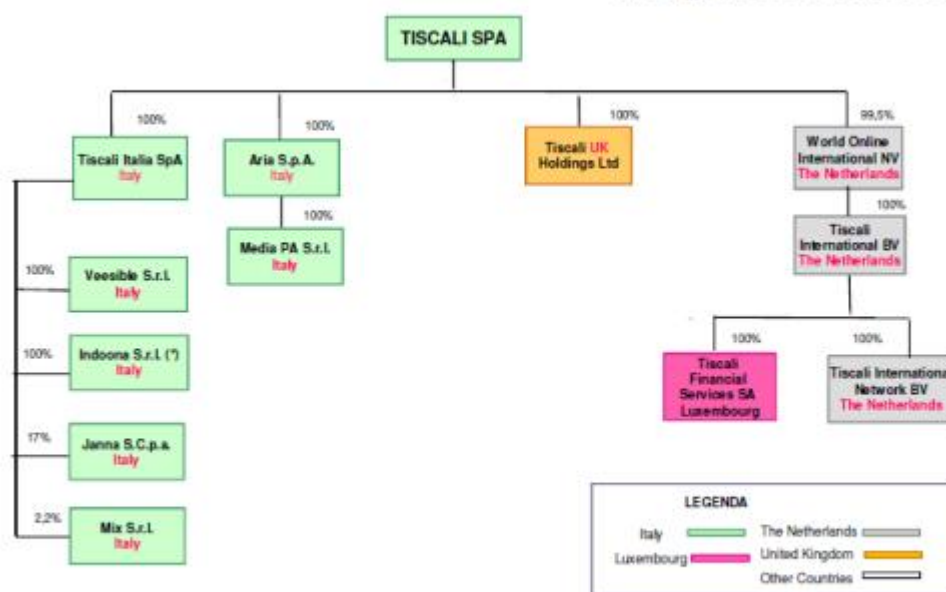 TISCALI SPA
100%
100%
100%
99,5%
Tiscali Italia SpA
Italy
Aria S.p.A.
Italy
Tiscali UK
Holdings Ltd
World Online
International NV
The Netherlands
100%
100%
Media PA S.r.l.
Italy
Tiscali
International BV
The Netherlands
100%
Veesible S.r.l.
Italy
100%
Indoona S.r.l. (*)
Italy
100%
100%
Tiscali
Financial
Services SA
Luxembourg
Tiscali Internationa
Network BV
The Netherlands
17%
Janna S.C.p.a.
Italy
2,2%
Mix S.r.l.
Italy
LEGENDA
Italy
The Netherlands
Luxembourg
United Kingdom
Other Countries